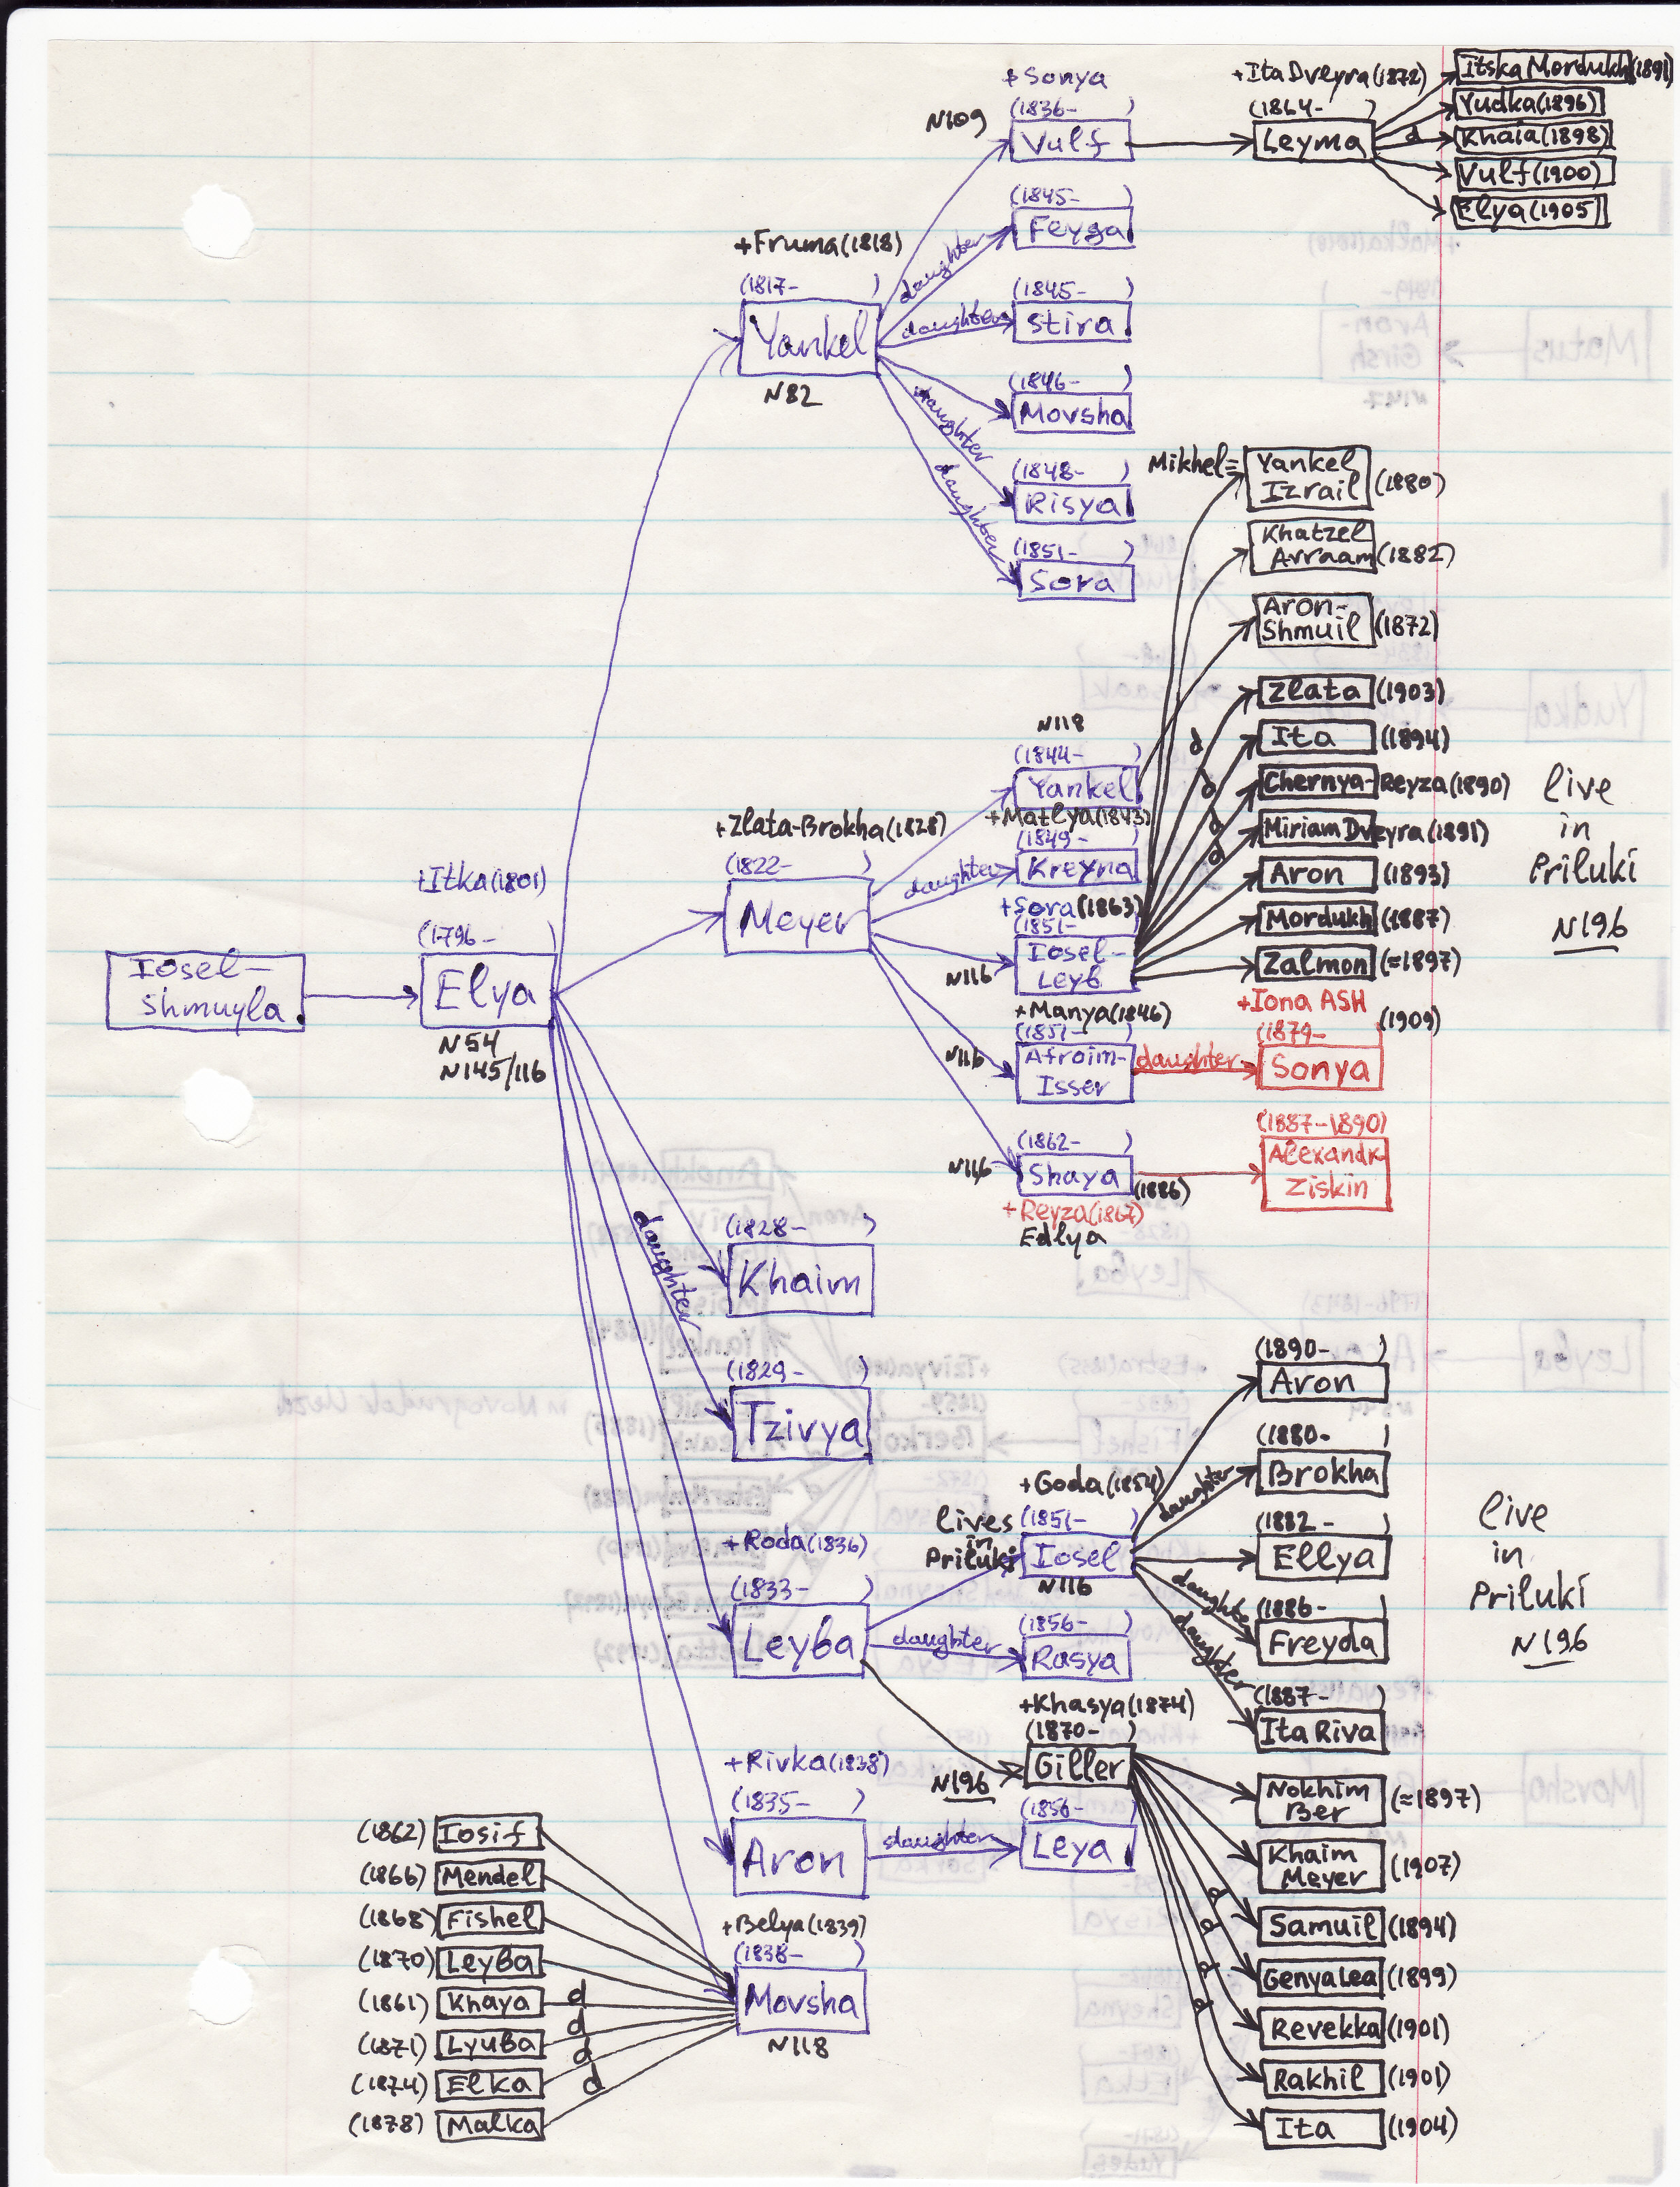 + Sonya
(1836- )
N109
Vulf
+Ita Dveyra(1872)
(1864- )
Leyma
Itska Mordukh(1891)
Yudka(1896)
d
Khaia(1898)
Vulf(1900)
Elya(1905)
+Fruma(1818)
(1817- )
Yankel
N82
daughter
(1845- )
Feyga
daughter
(1845- )
Stira
(1846- )
Movsha
daughter
(1848- )
Risya
daughter
(1851- )
Sora
Mikhel=
Yankel
Izrail (1880)
Khatzel
Avraam (1882)
Aron-
Shmuil (1872)
Zlata (1903)
d
Ita (1894)
d
Chernya-Reyza(1890)
d
Miriam Dveyra(1891)
d
Aron (1893)
Mordukh (1887)
Zalmon (≈1897)
live
in
Priluki
N196
N118
(1844- )
Yankel
+Matlya(1843)
+Zlata-Brokha(1828)
(1822- )
Meyer
daughter
(1849- )
Kreyna
+Sora(1863)
(1851- )
Iosel-
Leyb
N116
+Manya(1846)
(1851- )
Afroim-
Isser
N116
daughter
+Iona ASH
(1909)
(1879-
Sonya
(1862- )
Shaya
N116
(1886)
+Reyza(1867)
Edlya
(1887-1890)
Alexandr
Ziskin
Iosel-
Shmuyla
+Itka(1801)
(1796- )
Elya
N54
N145/116
(1828- )
Khaim
daughter
(1829- )
Tzivya
+Roda(1836)
(1833- )
Leyba
lives
in
Priluki
+Goda(1854)
(1851- )
Iosel
N116
daughter
(1856- )
Rasya
+Khasya(1874)
(1870- )
Giller
N196
(1890- )
Aron
daughter
(1880- )
Brokha
(1882- )
Ellya
daughter
(1886- )
Freyda
daughter
(1887- )
Ita Riva
live
in
Priluki
N196
Nokhim
Ber (≈1897)
Khaim
Meyer (1907)
Samuil (1894)
d
Genya Lea (1899)
d
Revekka (1901)
d
Rakhil (1901)
d
Ita (1904)
+Rivka(1838)
(1835- )
Aron
daughter
(1856-
Leya
+Belya(1839)
(1838- )
Movsha
N118
(1862) Iosif
(1866) Mendel
(1868) Fishel
(1870) Leyba
(1861) Khaya d
(1871) Lyuba d
(1874) Elka d
(1878) Malka d